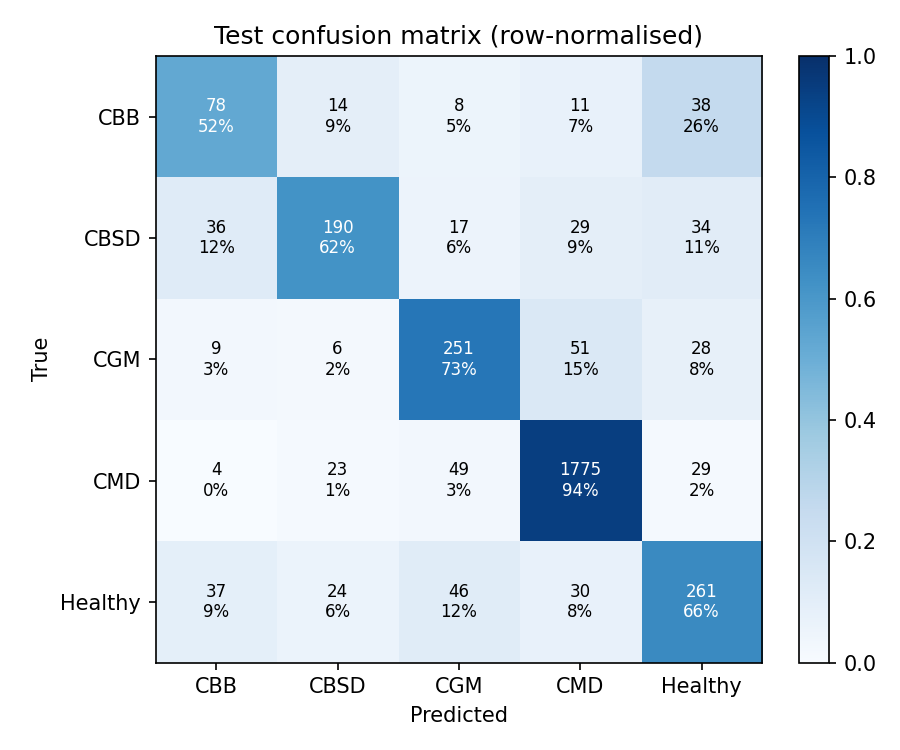 Test confusion matrix (row-normalised)
CBB 78 14 8 11 38
52% 9% 5% 7% 26%
CBSD 36 190 17 29 34
12% 62% 6% 9% 11%
CGM 9 6 251 51 28
3% 2% 73% 15% 8%
CMD 4 23 49 1775 29
0% 1% 3% 94% 2%
Healthy 37 24 46 30 261
9% 6% 12% 8% 66%
CBB CBSD CGM CMD Healthy
Predicted
True
1.0
0.8
0.6
0.4
0.2
0.0